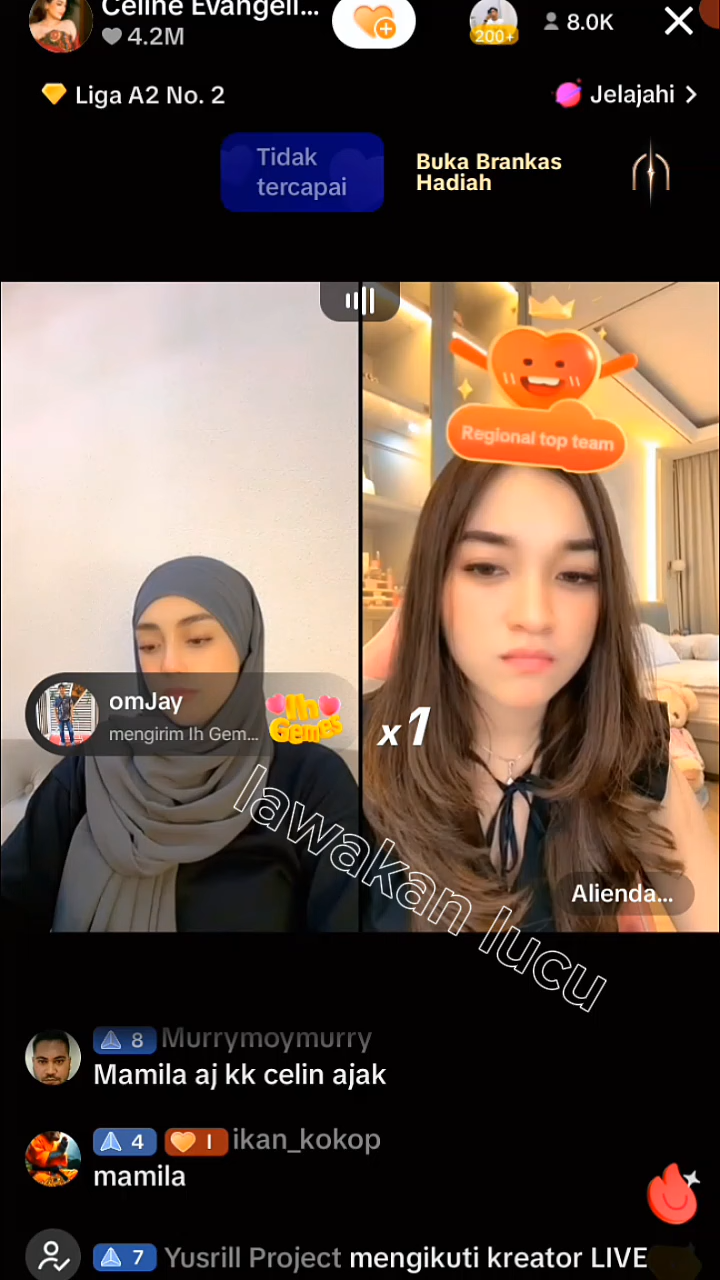 Celine Evangeli...
4.2M
200+
8.0K
Liga A2 No. 2
Jelajahi
Tidak
tercapai
Buka Brankas
Hadiah
Regional top team
omJay
mengirim Ih Gem...
Ih
Gemes
x1
lawakan lucu
Alienda...
8 Murrymoymurry
Mamila aj kk celin ajak
4 I ikan_kokop
mamila
7 Yusrill Project mengikuti kreator LIVE